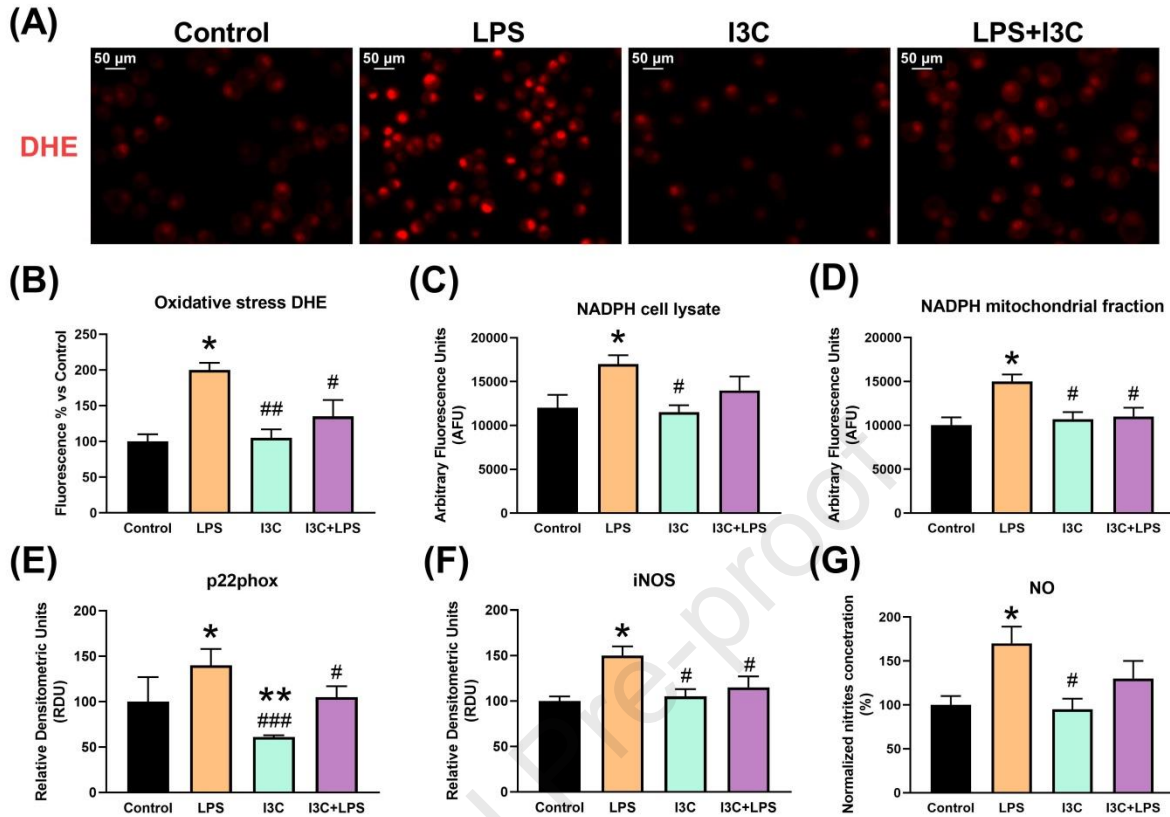 (A)
Control
LPS
I3C
LPS+I3C
50 µm
50 µm
50 µm
50 µm
DHE
(B)
Oxidative stress DHE
Fluorescence % vs Control
250
200
150
100
50
0
*
##
#
Control
LPS
I3C
I3C+LPS
(C)
NADPH cell lysate
Arbitrary Fluorescence Units
(AFU)
20000
15000
10000
5000
0
*
#
Control
LPS
I3C
I3C+LPS
(D)
NADPH mitochondrial fraction
Arbitrary Fluorescence Units
(AFU)
20000
15000
10000
5000
0
*
#
#
Control
LPS
I3C
I3C+LPS
(E)
p22phox
Relative Densitometric Units
(RDU)
200
150
100
50
0
*
**
###
#
Control
LPS
I3C
I3C+LPS
(F)
iNOS
Relative Densitometric Units
(RDU)
200
150
100
50
0
*
#
#
Control
LPS
I3C
I3C+LPS
(G)
NO
Normalized nitrites concetration
(%)
200
150
100
50
0
*
#
Control
LPS
I3C
I3C+LPS
Pre-proof